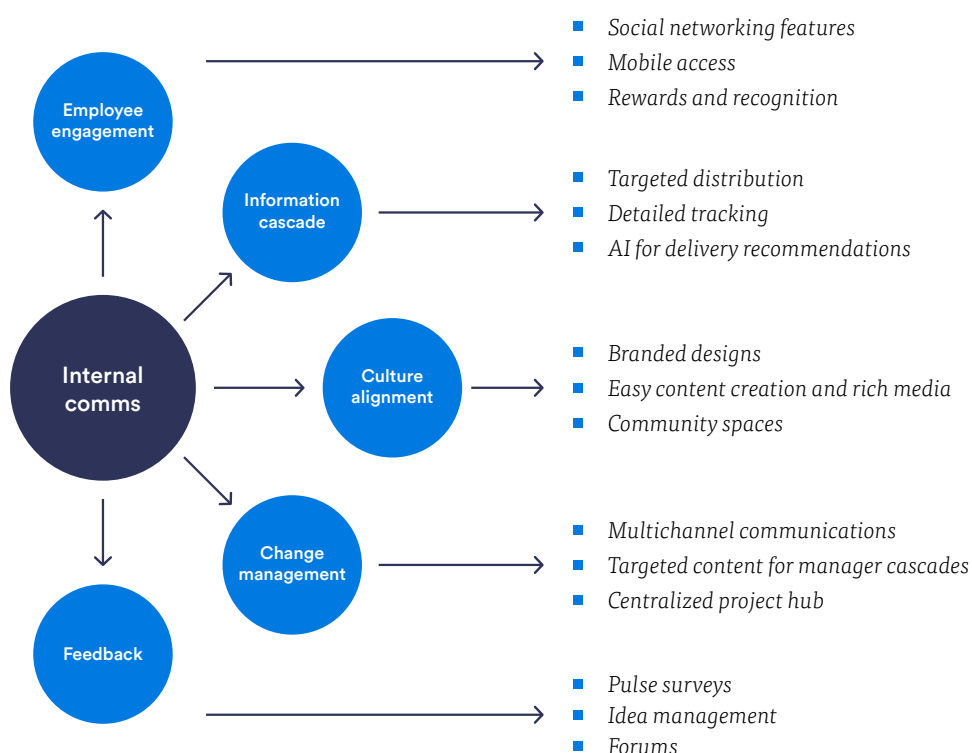 Social networking features
Mobile access
Rewards and recognition
Employee
engagement
Targeted distribution
Detailed tracking
AI for delivery recommendations
Information
cascade
Internal
comms
Branded designs
Easy content creation and rich media
Community spaces
Culture
alignment
Multichannel communications
Targeted content for manager cascades
Centralized project hub
Change
management
Feedback
Pulse surveys
Idea management
Forums